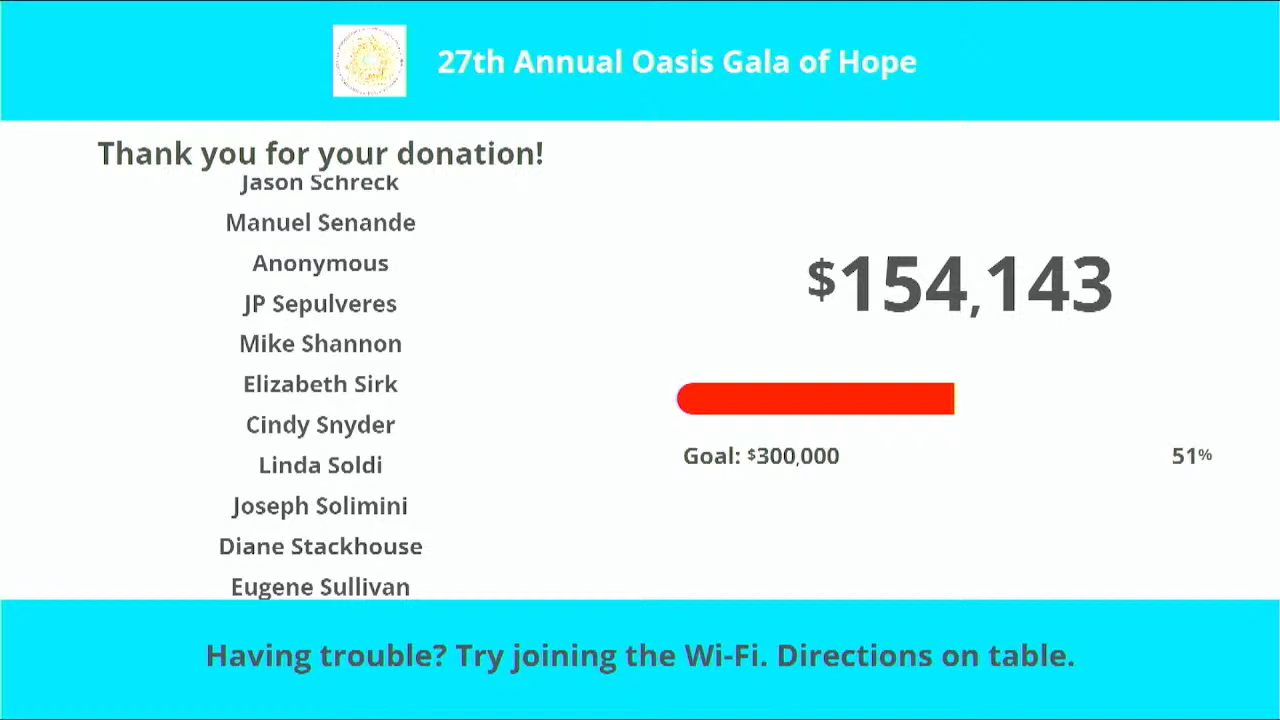 27th Annual Oasis Gala of Hope
Thank you for your donation!
Jason Schreck
Manuel Senande
Anonymous
JP Sepulveres
Mike Shannon
Elizabeth Sirk
Cindy Snyder
Linda Soldi
Joseph Solimini
Diane Stackhouse
Eugene Sullivan
$154,143
Goal: $300,000
51%
Having trouble? Try joining the Wi-Fi. Directions on table.